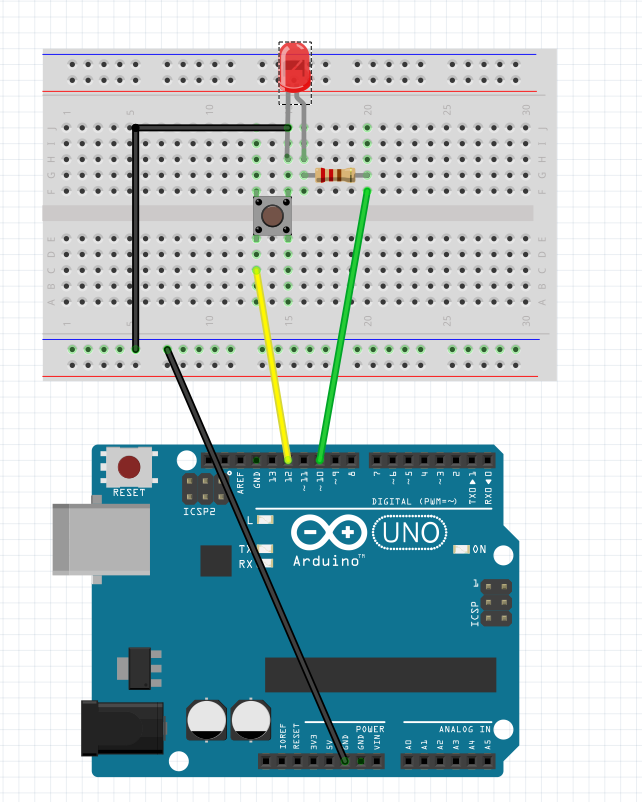 1 5 10 15 20 25 30
J J
I I
H H
G G
F F
E E
D D
C C
B B
A A
1 5 10 15 20 25 30
RESET
AREF
GND
13
12
~11
~10
~9
8
7
~6
~5
4
~3
2
TXD▶1
RXD◀0
ICSP2
DIGITAL (PWM=~)
L
TX
RX
UNO
Arduino™
ON
1
ICSP
POWER
ANALOG IN
IOREF
RESET
3V3
5V
GND
GND
VIN
A0
A1
A2
A3
A4
A5